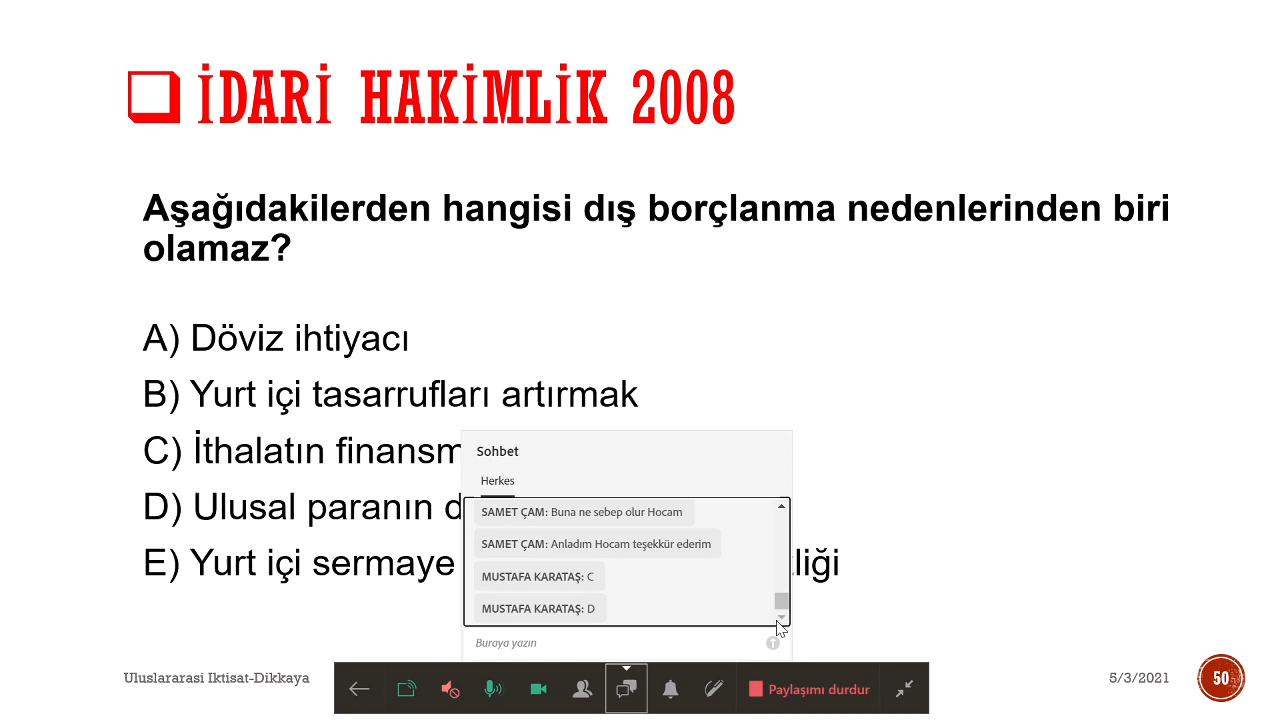 İDARİ HAKİMLİK 2008
Aşağıdakilerden hangisi dış borçlanma nedenlerinden biri
olamaz?
A) Döviz ihtiyacı
B) Yurt içi tasarrufları artırmak
C) İthalatın
D) Ulusal paranın
E) Yurt içi sermaye
Sohbet
Herkes
SAMET ÇAM: Buna ne sebep olur Hocam
SAMET ÇAM: Anladım Hocam teşekkür ederim
MUSTAFA KARATAŞ: C
MUSTAFA KARATAŞ: D
Buraya yazın
Uluslararasi Iktisat-Dikkaya
Paylaşımı durdur
5/3/2021
50